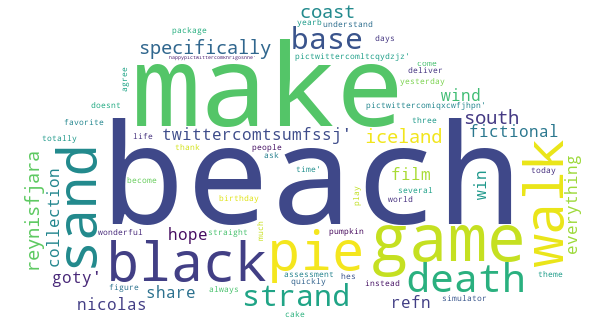 coast
package
yearb
understand
base
days
specifically
happypictwittercomknrigosnne'
pictwittercomltcqydzjz'
make
agree
come
deliver
yesterday
wind
pictwittercomiqxcwfjhpn'
doesnt
three
south
favorite
life
twittercomtsumfssj'
iceland
fictional
totally
thank
people
ask
beach
sand
reynisfjara
collection
time'
film
several
win
walk
everything
today
become
world
birthday
play
wonderful
hope
straight
much
pumpkin
game
black
pie
goty'
assessment
hes
instead
theme
death
quickly
figure
share
always
strand
refn
simulator
nicolas
cake